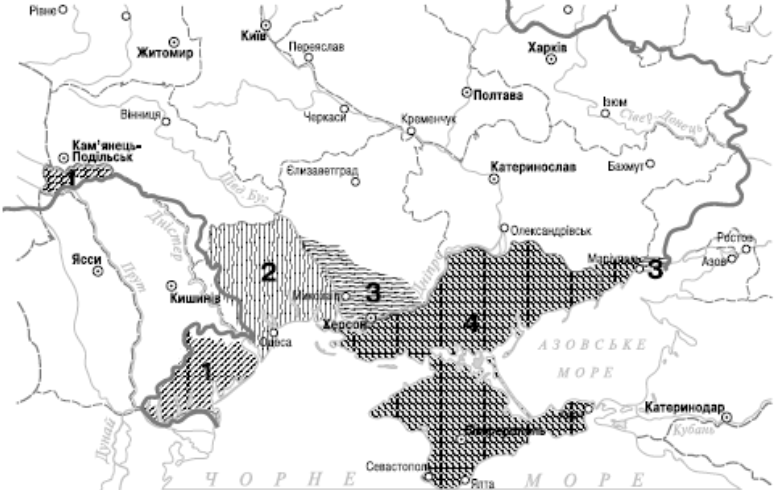 Рівне
Київ
Житомир
Переяслав
Харків
Полтава
Ізюм
Сівер. Донець
Вінниця
Черкаси
Кременчук
Кам'янець-
Подільськ
1
Півд Буг
Єлизаветград
Катеринослав
Бахмут
Дністер
Олександрівськ
Ростов
Азов
Ясси
Прут
Кишинів
2
Миколаїв
3
Дніпро
Маріуполь
3
Херсон
4
Одеса
1
АЗОВСЬКЕ
МОРЕ
Дунай
Сімферополь
Катеринодар
Кубань
Севастополь
Ялта
ЧОРНЕ МОРЕ